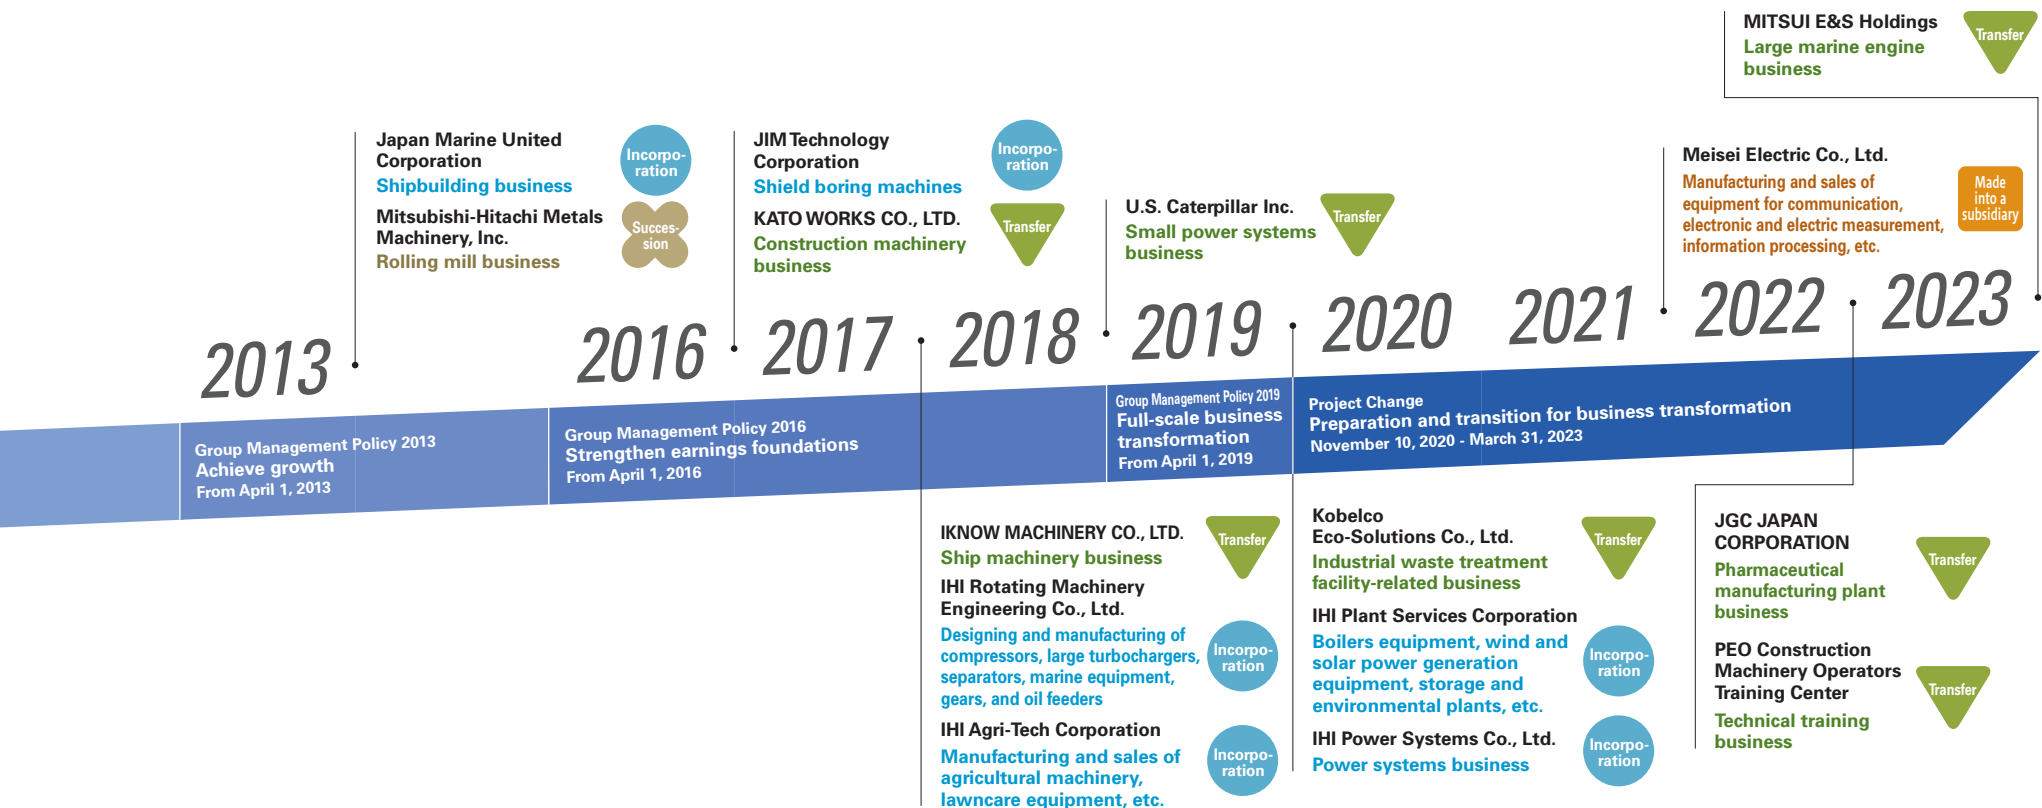 MITSUI E&S Holdings
Large marine engine
business
Transfer
Japan Marine United
Corporation
Shipbuilding business
Incorpo-
ration
Mitsubishi-Hitachi Metals
Machinery, Inc.
Rolling mill business
Succes-
sion
JIM Technology
Corporation
Shield boring machines
Incorpo-
ration
KATO WORKS CO., LTD.
Construction machinery
business
Transfer
U.S. Caterpillar Inc.
Small power systems
business
Transfer
Meisei Electric Co., Ltd.
Manufacturing and sales of
equipment for communication,
electronic and electric measurement,
information processing, etc.
Made
into a
subsidiary
2013
2016
2017
2018
2019
2020
2021
2022
2023
Group Management Policy 2013
Achieve growth
From April 1, 2013
Group Management Policy 2016
Strengthen earnings foundations
From April 1, 2016
Group Management Policy 2019
Full-scale business
transformation
From April 1, 2019
Project Change
Preparation and transition for business transformation
November 10, 2020 - March 31, 2023
IKNOW MACHINERY CO., LTD.
Ship machinery business
Transfer
IHI Rotating Machinery
Engineering Co., Ltd.
Designing and manufacturing of
compressors, large turbochargers,
separators, marine equipment,
gears, and oil feeders
Incorpo-
ration
IHI Agri-Tech Corporation
Manufacturing and sales of
agricultural machinery,
lawncare equipment, etc.
Incorpo-
ration
Kobelco
Eco-Solutions Co., Ltd.
Industrial waste treatment
facility-related business
Transfer
IHI Plant Services Corporation
Boilers equipment, wind and
solar power generation
equipment, storage and
environmental plants, etc.
Incorpo-
ration
IHI Power Systems Co., Ltd.
Power systems business
Incorpo-
ration
JGC JAPAN
CORPORATION
Pharmaceutical
manufacturing plant
business
Transfer
PEO Construction
Machinery Operators
Training Center
Technical training
business
Transfer